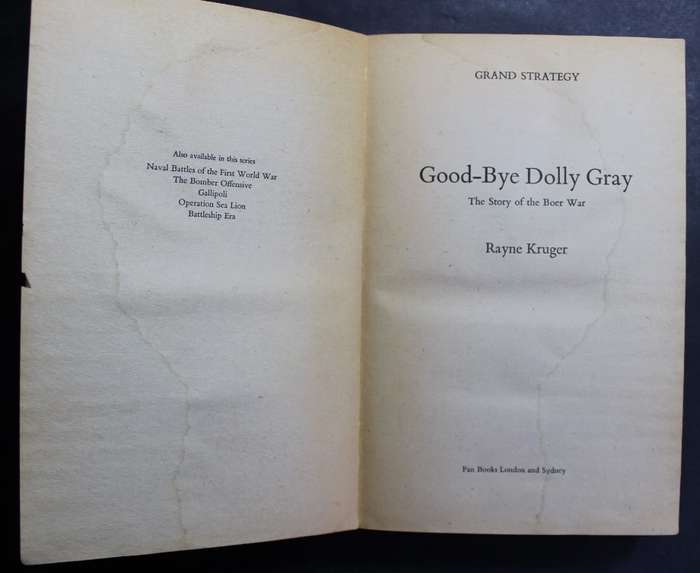 Also available in this series
Naval Battles of the First World War
The Bomber Offensive
Gallipoli
Operation Sea Lion
Battleship Era
GRAND STRATEGY
Good-Bye Dolly Gray
The Story of the Boer War
Rayne Kruger
Pan Books London and Sydney